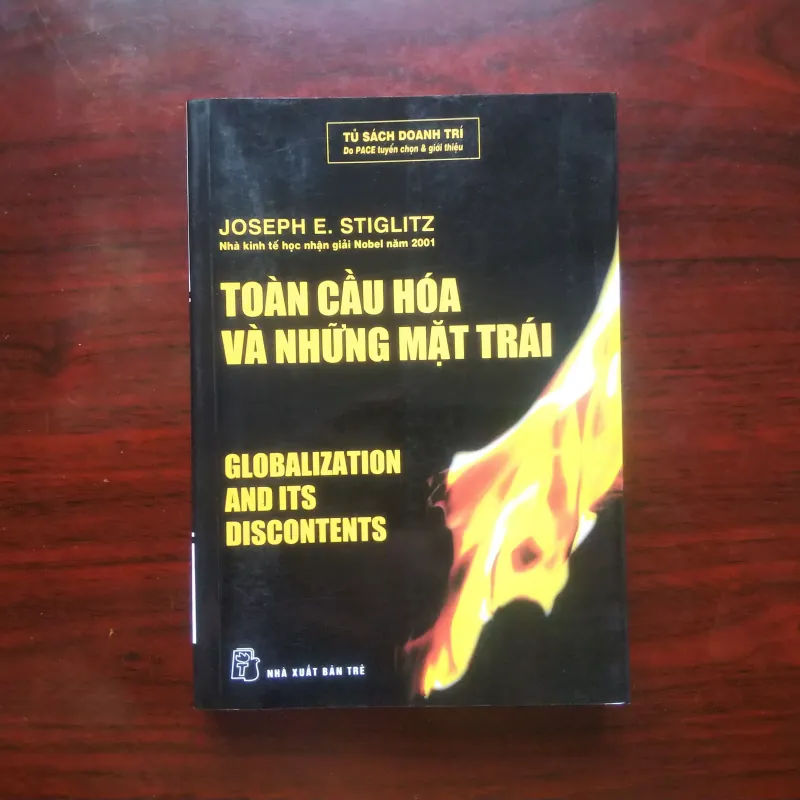 TỦ SÁCH DOANH TRÍ
Do PACE tuyển chọn & giới thiệu
JOSEPH E. STIGLITZ
Nhà kinh tế học nhận giải Nobel năm 2001
TOÀN CẦU HÓA
VÀ NHỮNG MẶT TRÁI
GLOBALIZATION
AND ITS
DISCONTENTS
T
NHÀ XUẤT BẢN TRẺ